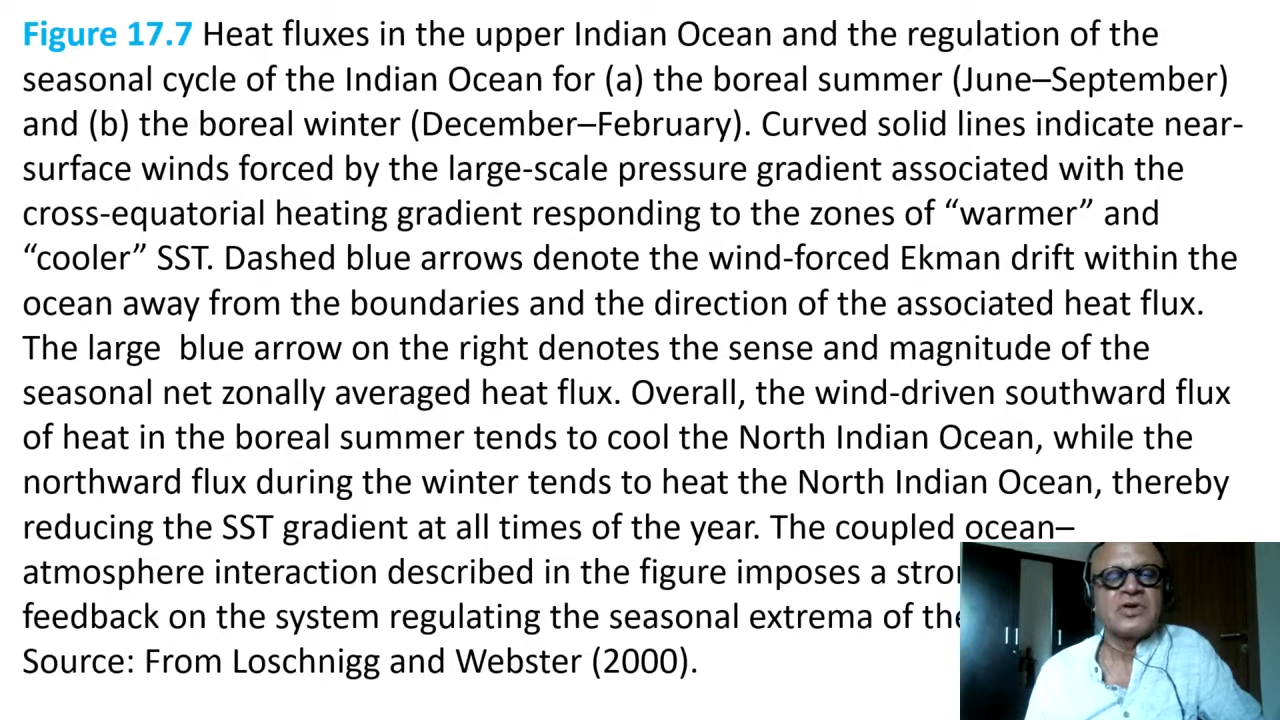 Figure 17.7 Heat fluxes in the upper Indian Ocean and the regulation of the
seasonal cycle of the Indian Ocean for (a) the boreal summer (June–September)
and (b) the boreal winter (December–February). Curved solid lines indicate near-
surface winds forced by the large-scale pressure gradient associated with the
cross-equatorial heating gradient responding to the zones of “warmer” and
“cooler” SST. Dashed blue arrows denote the wind-forced Ekman drift within the
ocean away from the boundaries and the direction of the associated heat flux.
The large  blue arrow on the right denotes the sense and magnitude of the
seasonal net zonally averaged heat flux. Overall, the wind-driven southward flux
of heat in the boreal summer tends to cool the North Indian Ocean, while the
northward flux during the winter tends to heat the North Indian Ocean, thereby
reducing the SST gradient at all times of the year. The coupled ocean–
atmosphere interaction described in the figure imposes a
feedback on the system regulating the seasonal extrema of
Source: From Loschnigg and Webster (2000).